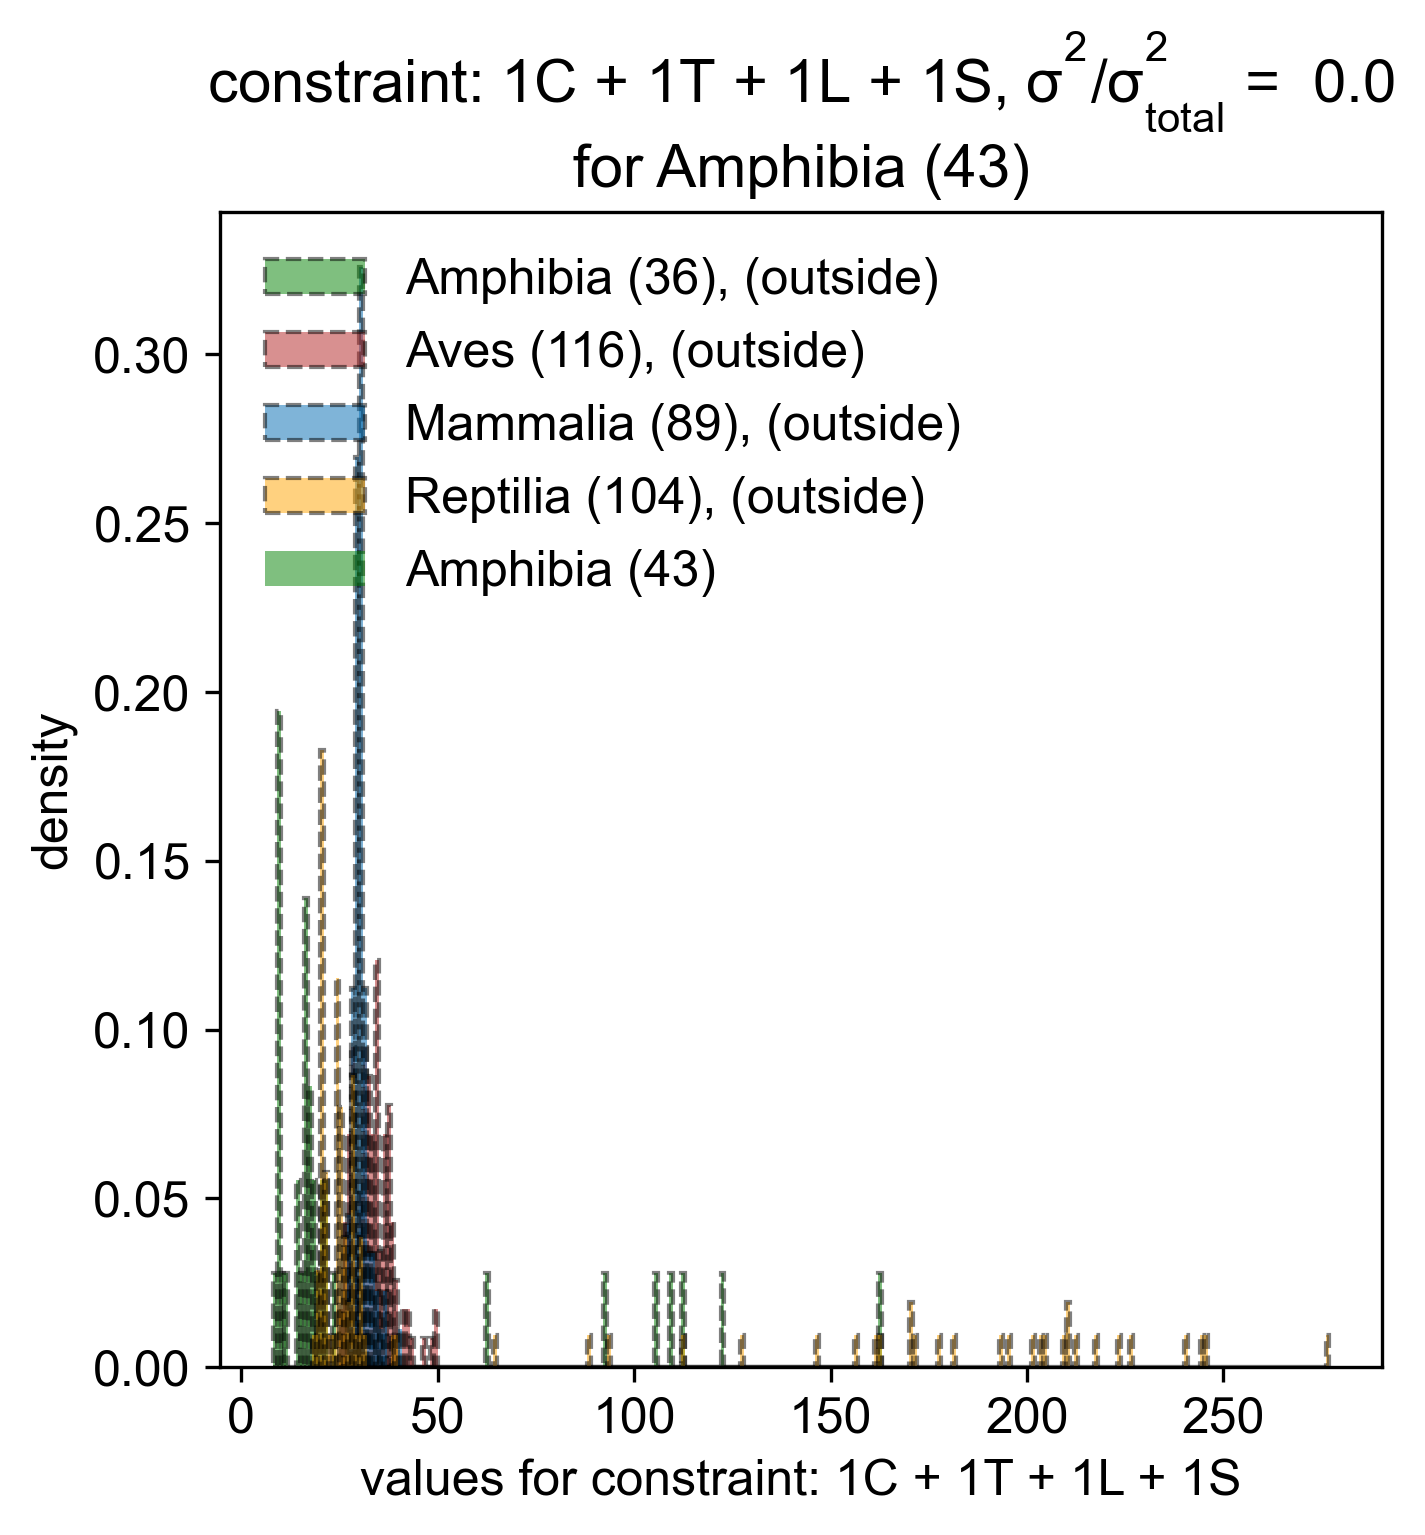 constraint: 1C + 1T + 1L + 1S, σ²/σ²total = 0.0
for Amphibia (43)
Amphibia (36), (outside)
Aves (116), (outside)
Mammalia (89), (outside)
Reptilia (104), (outside)
Amphibia (43)
density
0.30
0.25
0.20
0.15
0.10
0.05
0.00
0 50 100 150 200 250
values for constraint: 1C + 1T + 1L + 1S